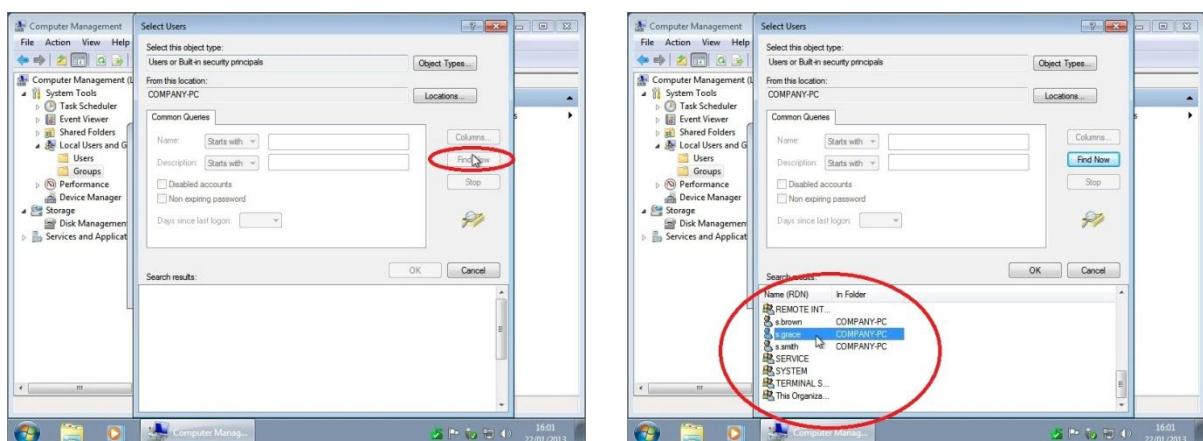 Computer Management
Select Users
File Action View Help
Select this object type:
Users or Built-in security principals
Object Types...
From this location:
COMPANY-PC
Locations...
Computer Management (L
System Tools
Task Scheduler
Event Viewer
Shared Folders
Local Users and G
Users
Groups
Performance
Device Manager
Storage
Disk Management
Services and Applicat
Common Queries
Name: Starts with
Description: Starts with
Disabled accounts
Non expiring password
Days since last logon:
Columns...
Find Now
Stop
OK
Cancel
Search results:
Computer Manag...
16:01
22/01/2013
Computer Management
Select Users
File Action View Help
Select this object type:
Users or Built-in security principals
Object Types...
From this location:
COMPANY-PC
Locations...
Computer Management (L
System Tools
Task Scheduler
Event Viewer
Shared Folders
Local Users and G
Users
Groups
Performance
Device Manager
Storage
Disk Management
Services and Applicat
Common Queries
Name: Starts with
Description: Starts with
Disabled accounts
Non expiring password
Days since last logon:
Columns...
Find Now
Stop
OK
Cancel
Search results:
Name (RDN) In Folder
REMOTE INT...
s.brown COMPANY-PC
s.grace COMPANY-PC
s.smith COMPANY-PC
SERVICE
SYSTEM
TERMINAL S...
This Organiza...
Computer Manag...
16:01
22/01/2013